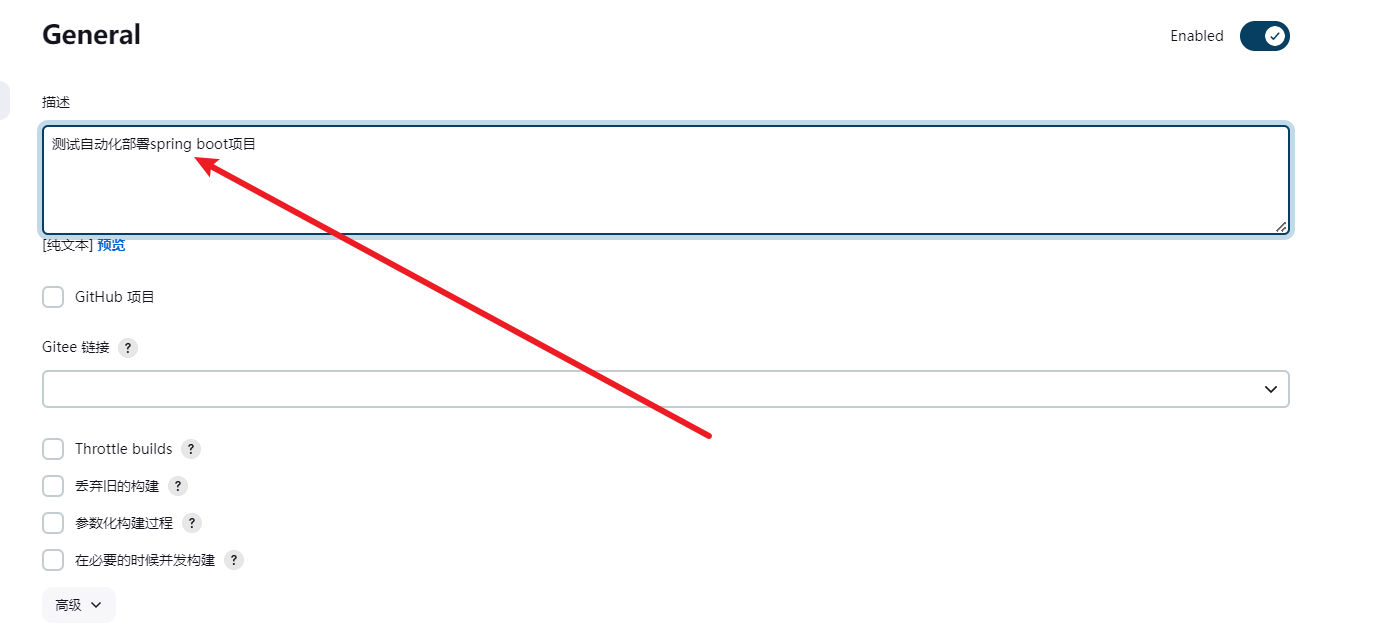 General
Enabled
描述
测试自动化部署spring boot项目
[纯文本] 预览
GitHub 项目
Gitee 链接 ?
Throttle builds ?
丢弃旧的构建 ?
参数化构建过程 ?
在必要的时候并发构建 ?
高级